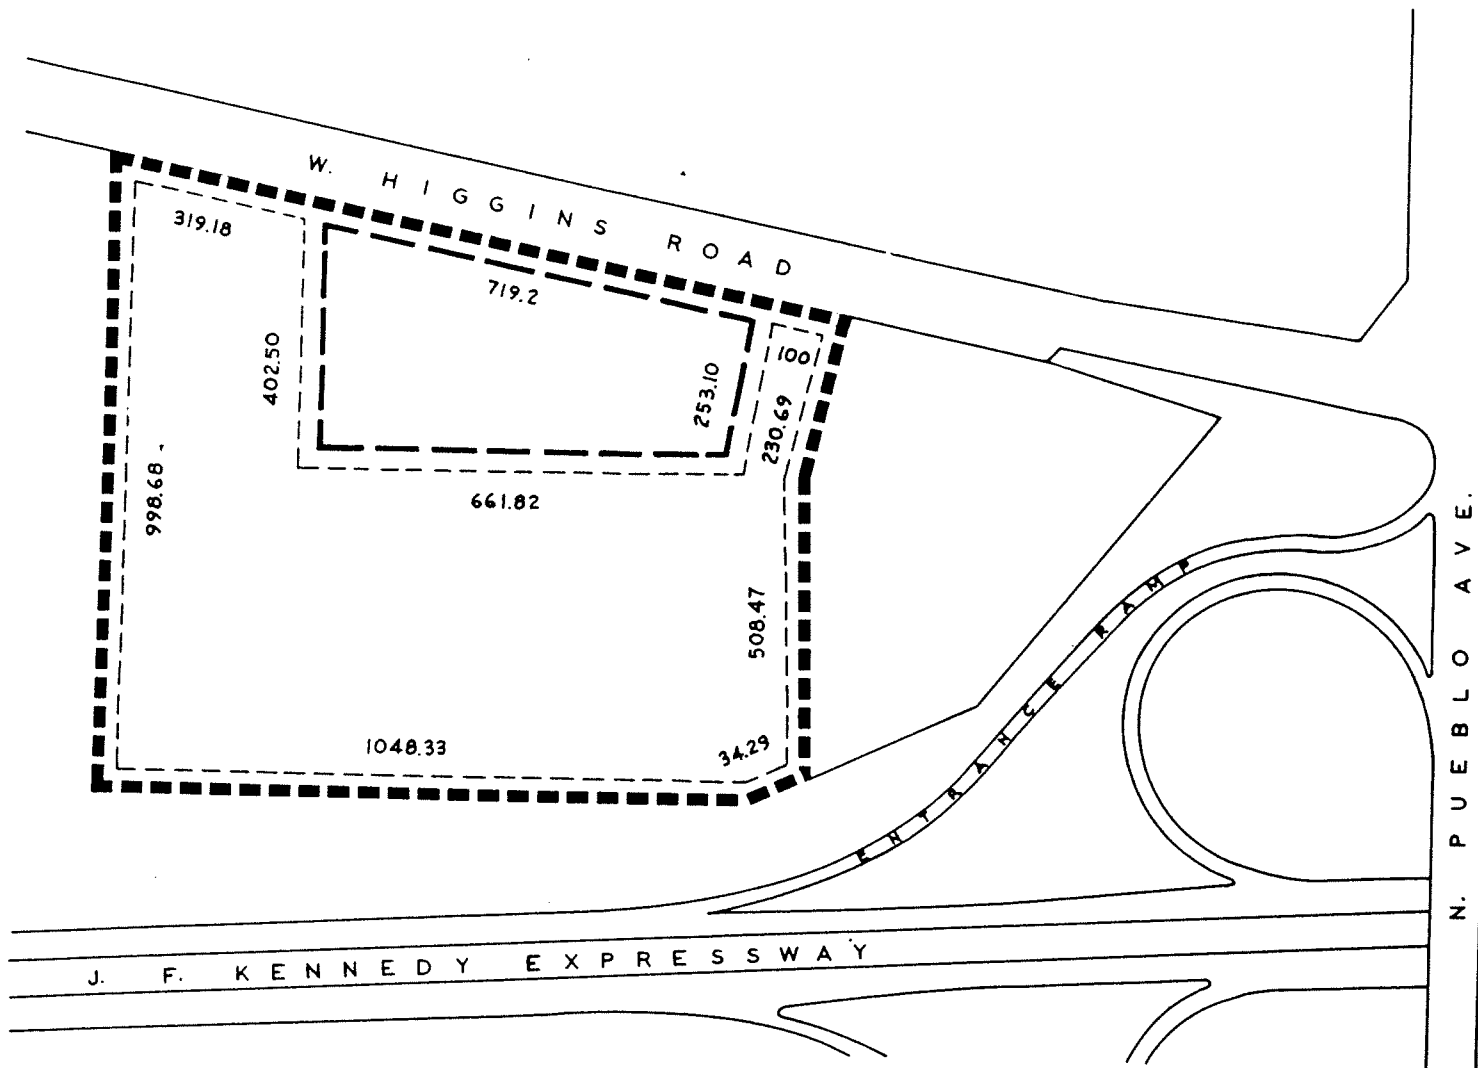 W. HIGGINS ROAD
319.18
719.2
100
402.50
253.10
230.69
998.68
661.82
508.47
1048.33
34.29
ENTRANCE RAMP
N. PUEBLO AVE.
J. F. KENNEDY EXPRESSWAY